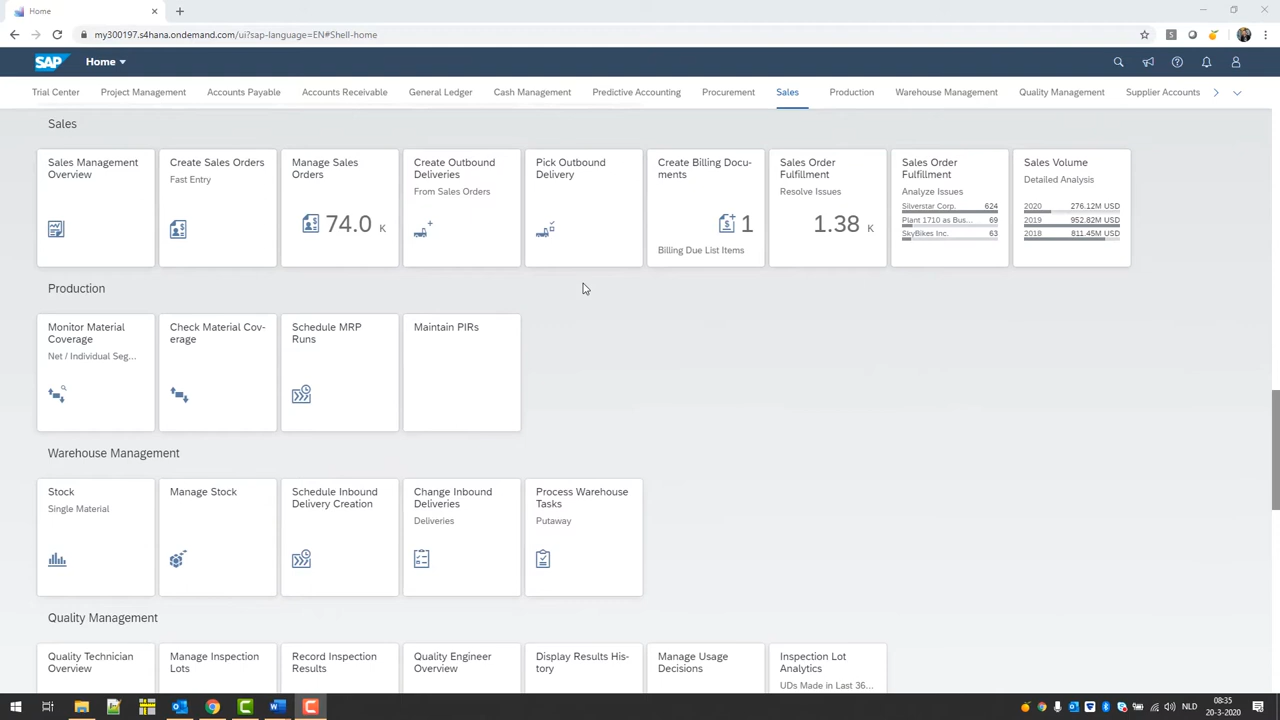 Home
my300197.s4hana.ondemand.com/ui?sap-language=EN#Shell-home
SAP Home
Trial Center Project Management Accounts Payable Accounts Receivable General Ledger Cash Management Predictive Accounting Procurement Sales Production Warehouse Management Quality Management Supplier Accounts
Sales
Sales Management
Overview
Create Sales Orders
Fast Entry
Manage Sales
Orders
74.0 K
Create Outbound
Deliveries
From Sales Orders
Pick Outbound
Delivery
Create Billing Docu-
ments
1
Billing Due List Items
Sales Order
Fulfillment
Resolve Issues
1.38 K
Sales Order
Fulfillment
Analyze Issues
Silverstar Corp. 624
Plant 1710 as Bus... 69
SkyBikes Inc. 63
Sales Volume
Detailed Analysis
2020 276.12M USD
2019 952.82M USD
2018 811.45M USD
Production
Monitor Material
Coverage
Net / Individual Seg...
Check Material Cov-
erage
Schedule MRP
Runs
Maintain PIRs
Warehouse Management
Stock
Single Material
Manage Stock
Schedule Inbound
Delivery Creation
Change Inbound
Deliveries
Deliveries
Process Warehouse
Tasks
Putaway
Quality Management
Quality Technician
Overview
Manage Inspection
Lots
Record Inspection
Results
Quality Engineer
Overview
Display Results His-
tory
Manage Usage
Decisions
Inspection Lot
Analytics
UDs Made in Last 36...
NLD
08:35
20-3-2020